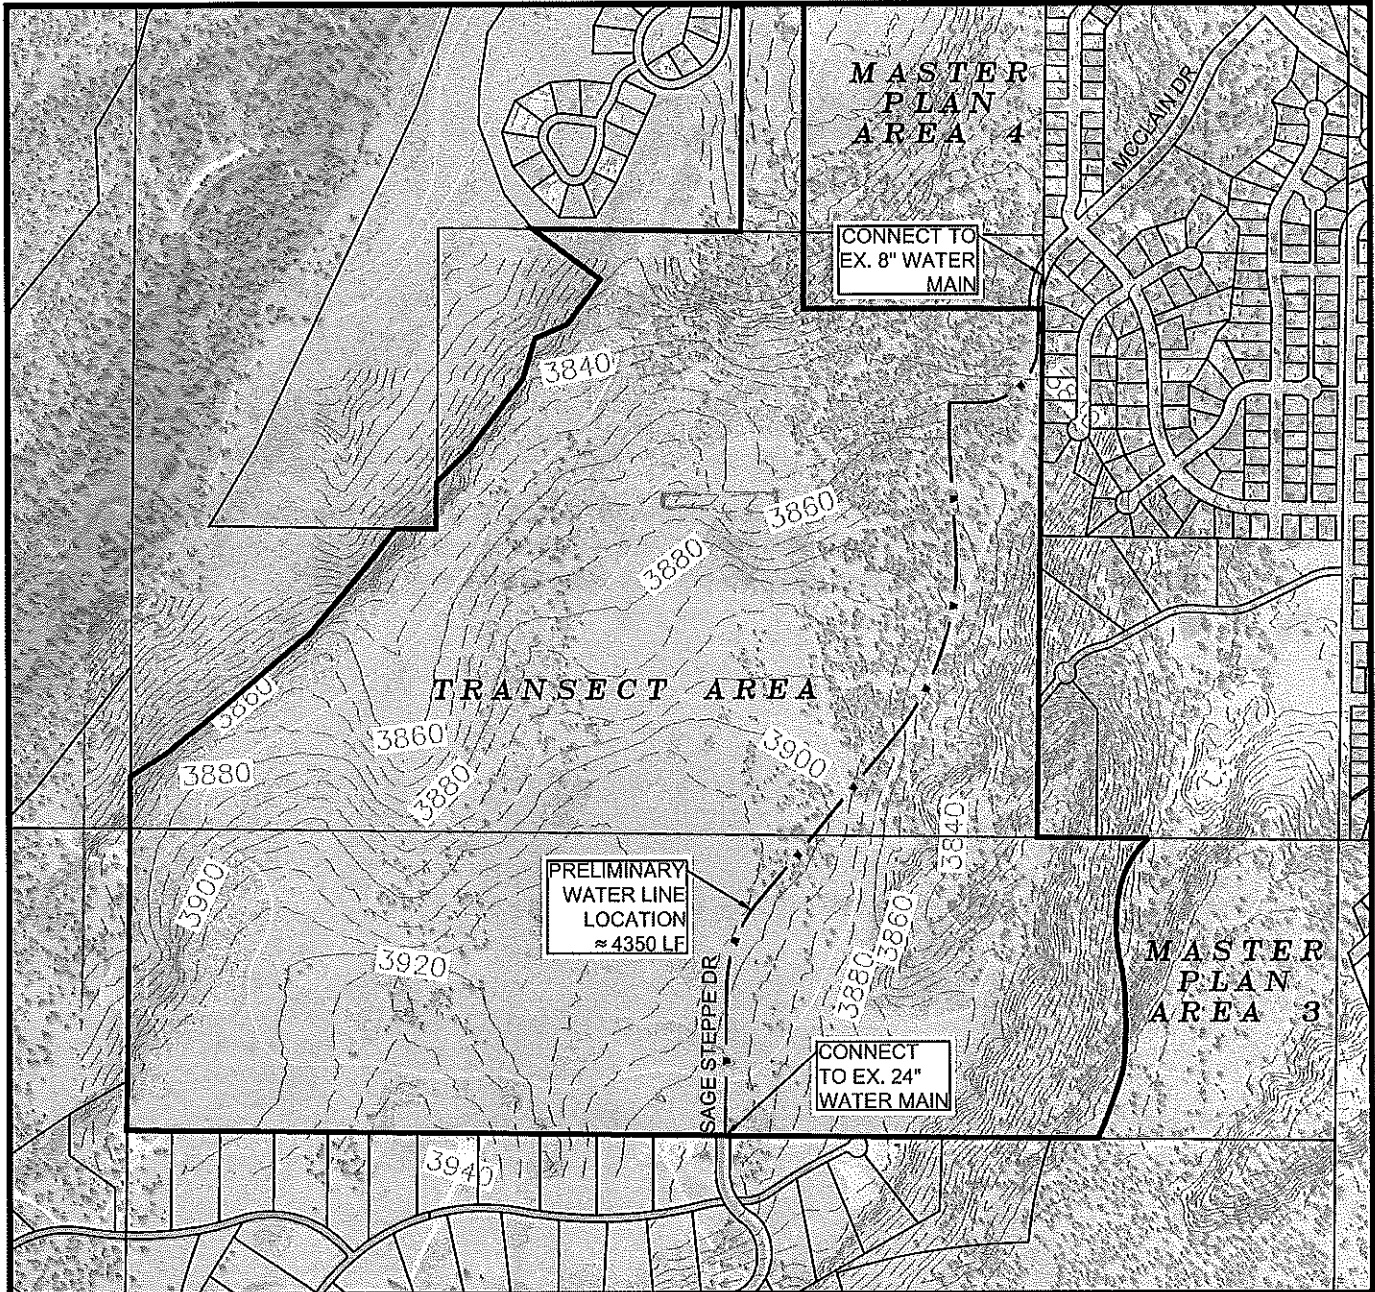 MASTER
PLAN
AREA 4
MCCLAIN DR
CONNECT TO
EX. 8" WATER
MAIN
3840
3860
3880
TRANSECT AREA
3860
3860
3880
3880
3900
3840
PRELIMINARY
WATER LINE
LOCATION
≈ 4350 LF
3900
3860
3920
3880
SAGE STEPPE DR
MASTER
PLAN
AREA 3
CONNECT
TO EX. 24"
WATER MAIN
3940